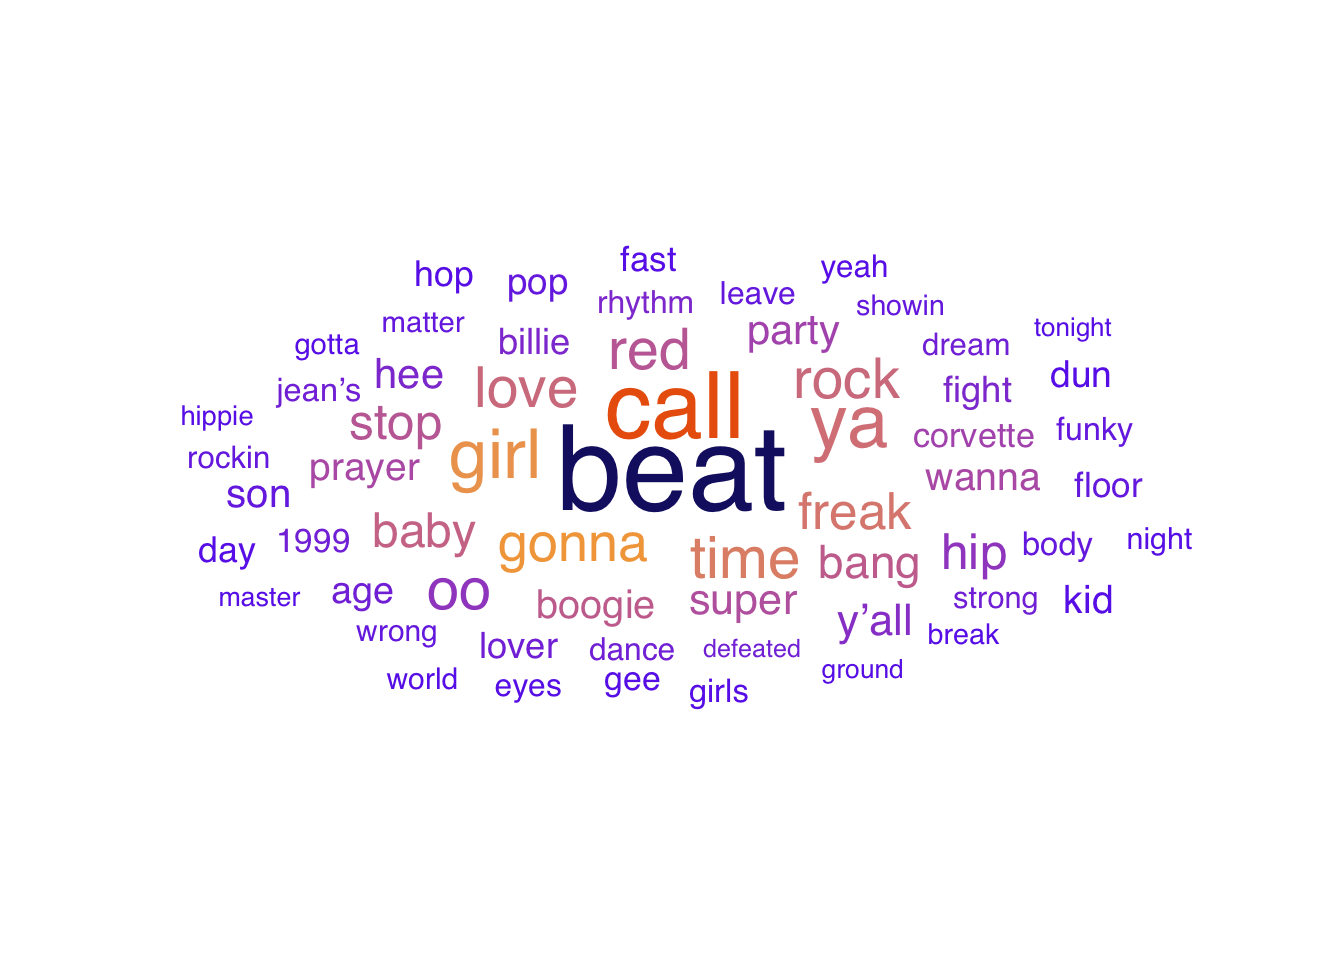 fast
hop pop yeah
rhythm leave showin
matter party tonight
gotta billie red dream
jean’s hee love rock fight dun
hippie stop call ya corvette funky
rockin prayer girl beat wanna floor
son freak
day 1999 baby gonna time bang hip body night
master age oo boogie super strong kid
wrong y’all break
lover dance defeated
world eyes gee girls ground